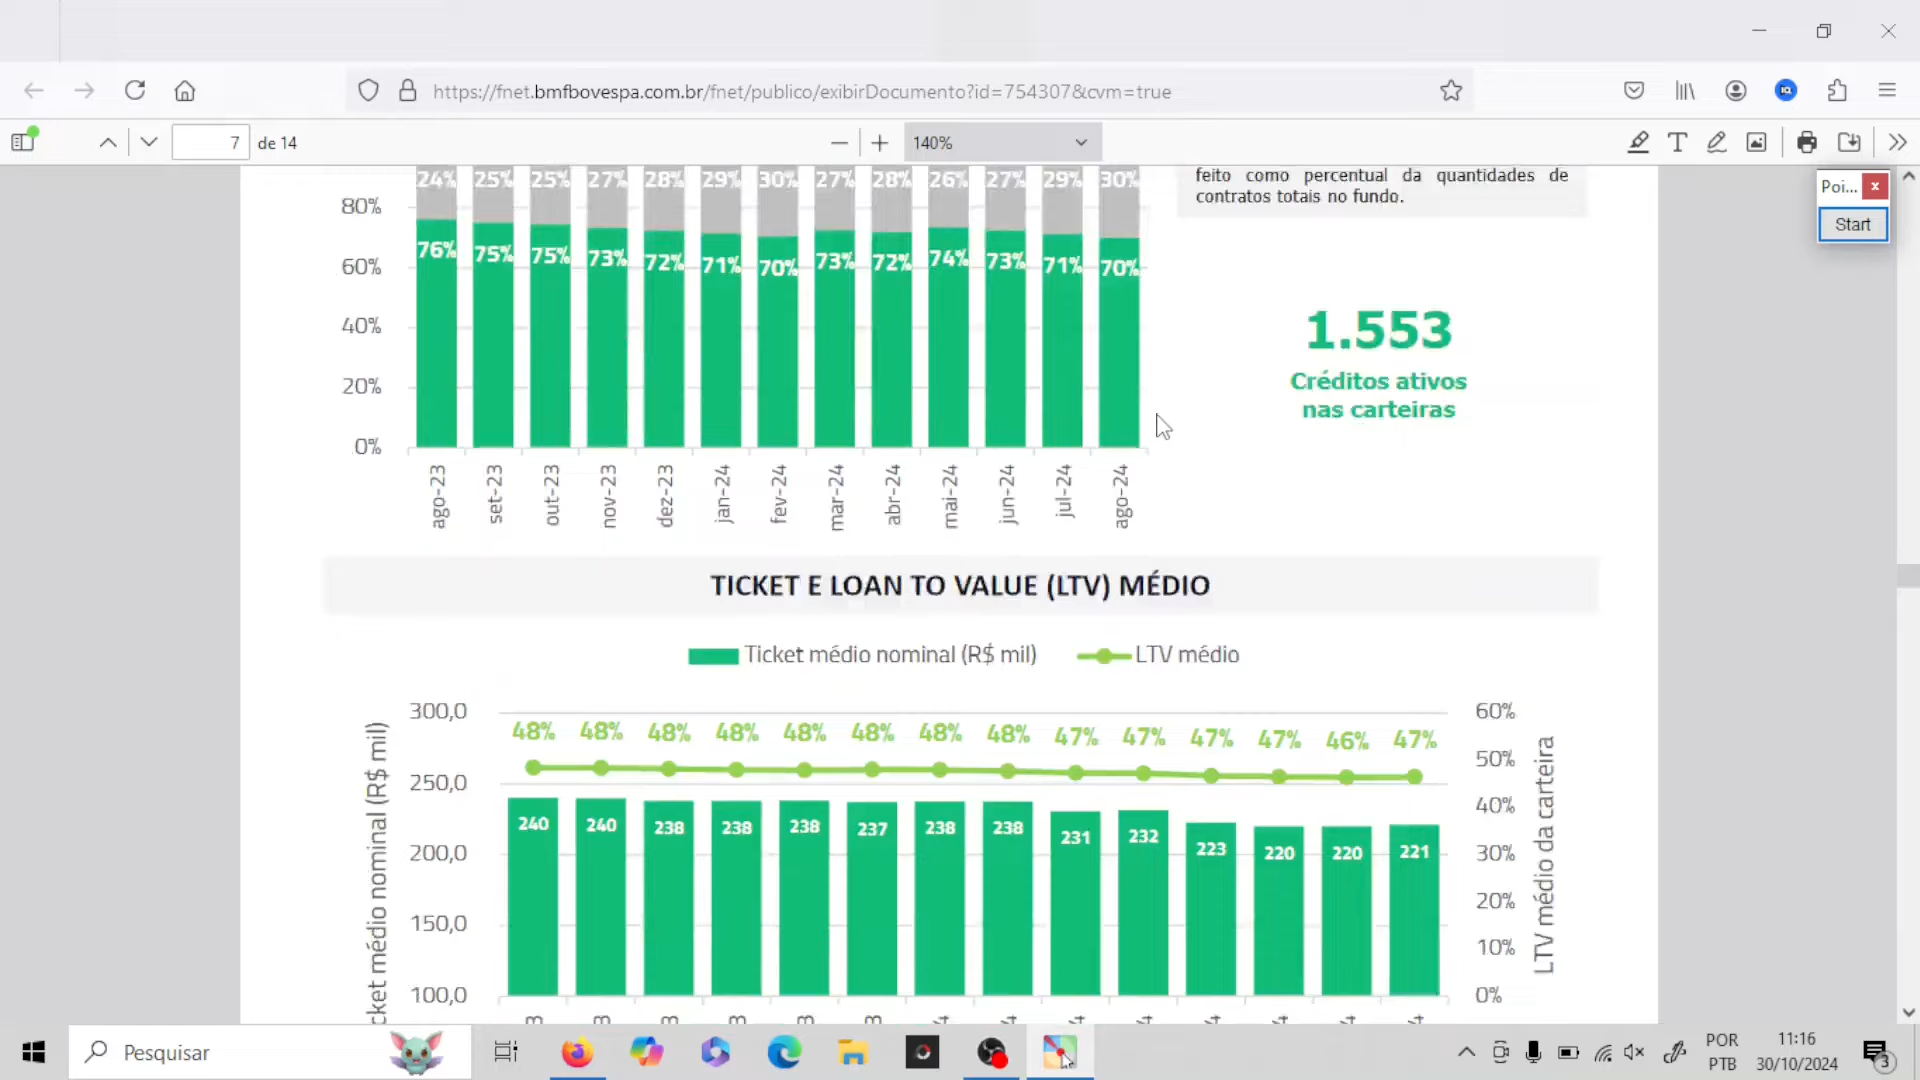 https://fnet.bmfbovespa.com.br/fnet/publico/exibirDocumento?id=754307&cvm=true
7 de 14
140%
Poi...
Start
24% 25% 25% 27% 28% 29% 30% 27% 28% 26% 27% 29% 30%
feito como percentual da quantidades de
contratos totais no fundo.
80%
76% 75% 75% 73% 72% 71% 70% 73% 72% 74% 73% 71% 70%
60%
40%
20%
0%
1.553
Créditos ativos
nas carteiras
ago-23 set-23 out-23 nov-23 dez-23 jan-24 fev-24 mar-24 abr-24 mai-24 jun-24 jul-24 ago-24
TICKET E LOAN TO VALUE (LTV) MÉDIO
Ticket médio nominal (R$ mil) LTV médio
300,0
250,0
200,0
150,0
100,0
cket médio nominal (R$ mil)
48% 48% 48% 48% 48% 48% 48% 48% 47% 47% 47% 47% 46% 47%
240 240 238 238 238 237 238 238 231 232 223 220 220 221
60%
50%
40%
30%
20%
10%
0%
LTV médio da carteira
Pesquisar
POR
PTB
11:16
30/10/2024
3